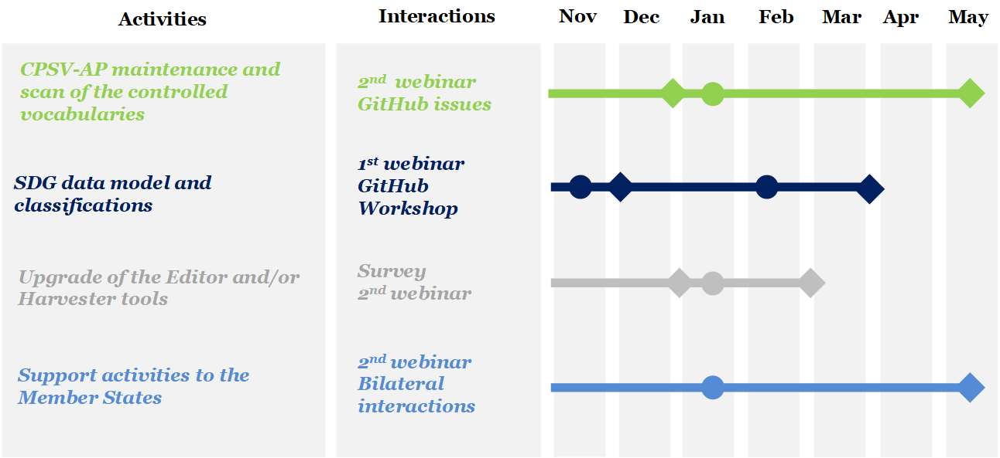 Activities
Interactions
Nov
Dec
Jan
Feb
Mar
Apr
May
CPSV-AP maintenance and
scan of the controlled
vocabularies
2nd webinar
GitHub issues
SDG data model and
classifications
1st webinar
GitHub
Workshop
Upgrade of the Editor and/or
Harvester tools
Survey
2nd webinar
Support activities to the
Member States
2nd webinar
Bilateral
interactions